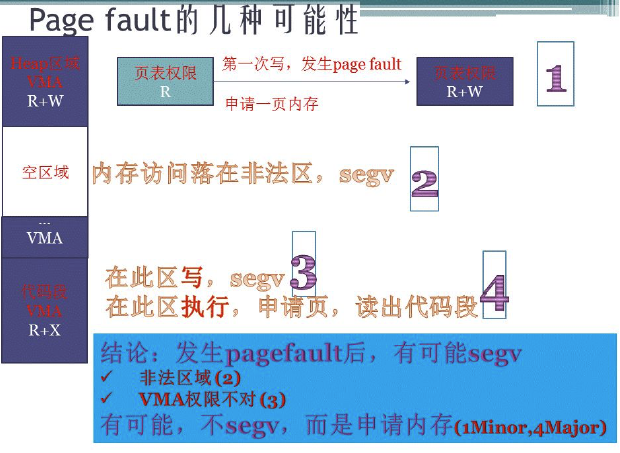 Page fault的几种可能性
Heap区域
VMA
R+W
页表权限
R
第一次写，发生page fault
申请一页内存
页表权限
R+W
1
空区域
内存访问落在非法区，segv
2
...
VMA
代码段
VMA
R+X
在此区写，segv
3
在此区执行，申请页，读出代码段
4
结论：发生pagefault后，有可能segv
✓ 非法区域(2)
✓ VMA权限不对(3)
有可能，不segv，而是申请内存(1Minor,4Major)